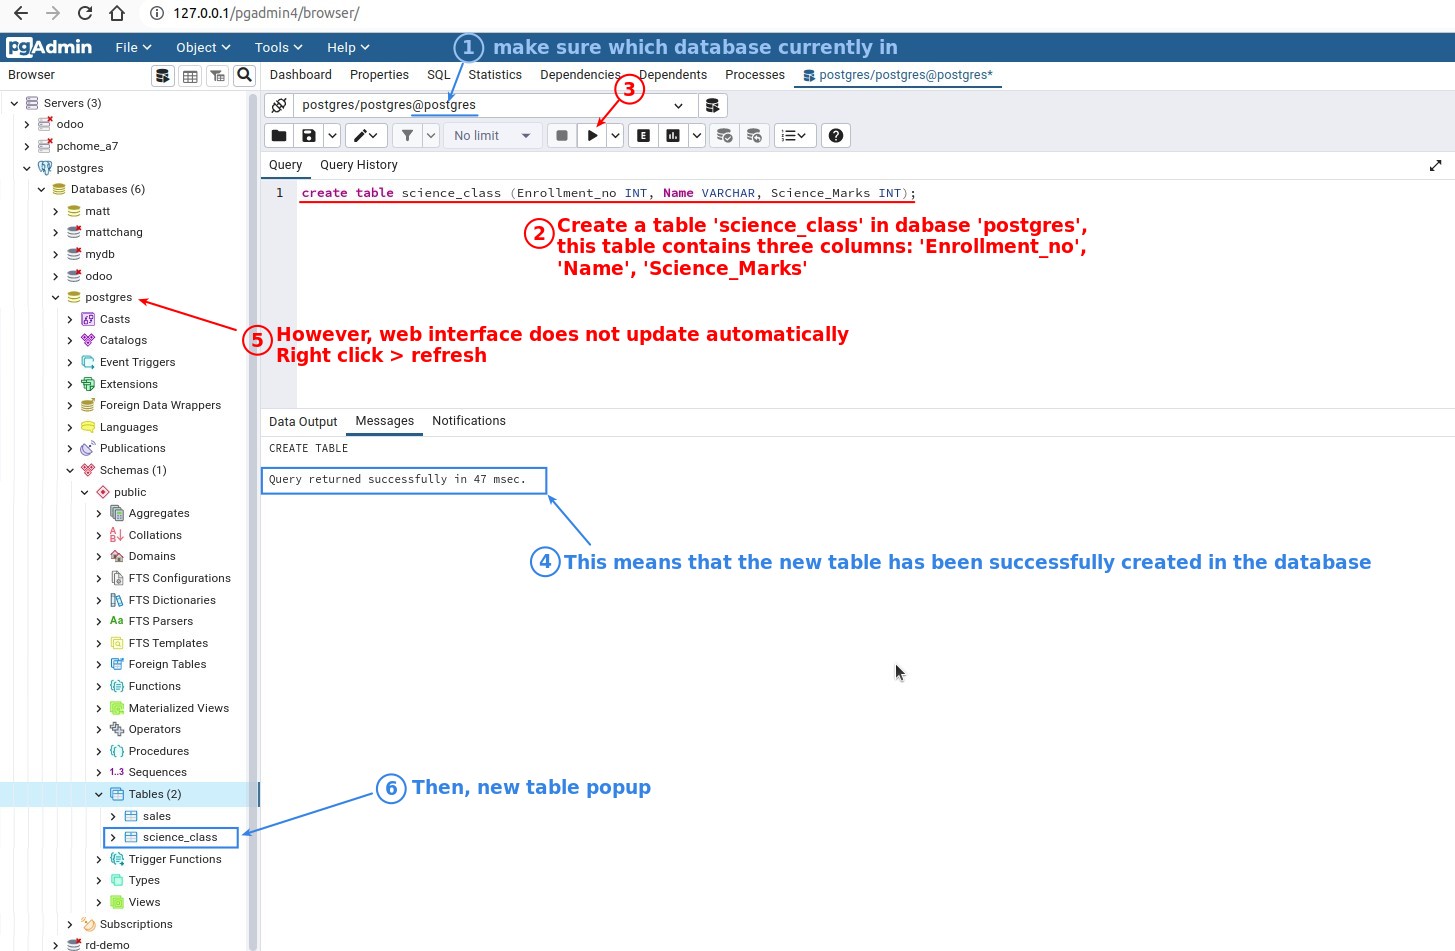 127.0.0.1/pgadmin4/browser/
pgAdmin File Object Tools Help
1 make sure which database currently in
Browser
Dashboard Properties SQL Statistics Dependencies Dependents Processes postgres/postgres@postgres*
3
postgres/postgres@postgres
No limit E
Query Query History
1 create table science_class (Enrollment_no INT, Name VARCHAR, Science_Marks INT);
2 Create a table 'science_class' in dabase 'postgres',
this table contains three columns: 'Enrollment_no',
'Name', 'Science_Marks'
5 However, web interface does not update automatically
Right click > refresh
Data Output Messages Notifications
CREATE TABLE
Query returned successfully in 47 msec.
4 This means that the new table has been successfully created in the database
6 Then, new table popup
Servers (3)
odoo
pchome_a7
postgres
Databases (6)
matt
mattchang
mydb
odoo
postgres
Casts
Catalogs
Event Triggers
Extensions
Foreign Data Wrappers
Languages
Publications
Schemas (1)
public
Aggregates
Collations
Domains
FTS Configurations
FTS Dictionaries
Aa FTS Parsers
FTS Templates
Foreign Tables
Functions
Materialized Views
Operators
Procedures
1..3 Sequences
Tables (2)
sales
science_class
Trigger Functions
Types
Views
Subscriptions
rd-demo